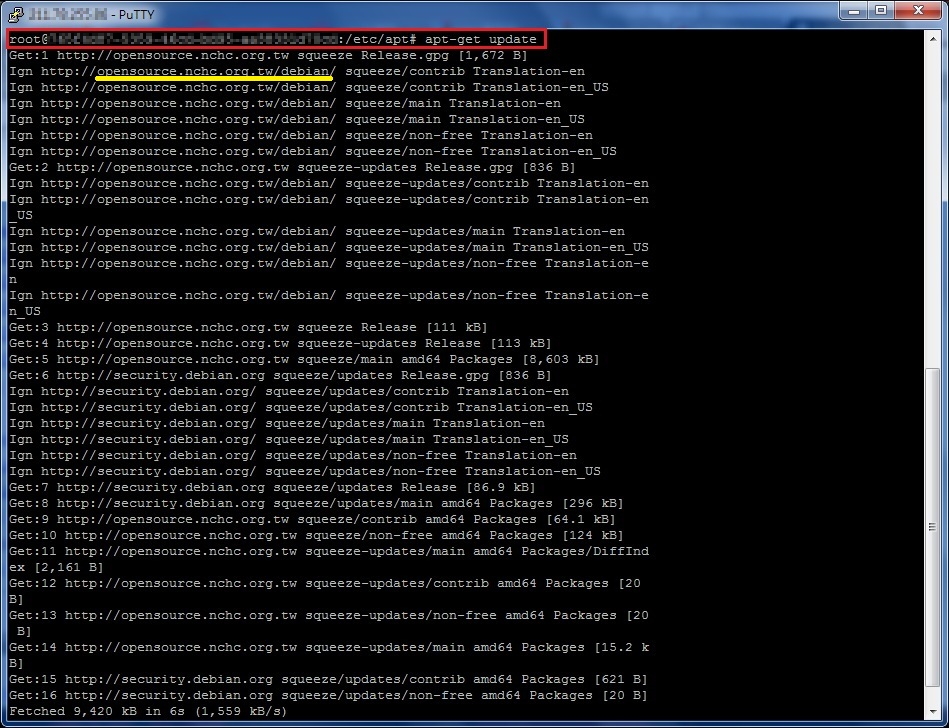 - PuTTY
root@:/etc/apt# apt-get update
Get:1 http://opensource.nchc.org.tw squeeze Release.gpg [1,672 B]
Ign http://opensource.nchc.org.tw/debian/ squeeze/contrib Translation-en
Ign http://opensource.nchc.org.tw/debian/ squeeze/contrib Translation-en_US
Ign http://opensource.nchc.org.tw/debian/ squeeze/main Translation-en
Ign http://opensource.nchc.org.tw/debian/ squeeze/main Translation-en_US
Ign http://opensource.nchc.org.tw/debian/ squeeze/non-free Translation-en
Ign http://opensource.nchc.org.tw/debian/ squeeze/non-free Translation-en_US
Get:2 http://opensource.nchc.org.tw squeeze-updates Release.gpg [836 B]
Ign http://opensource.nchc.org.tw/debian/ squeeze-updates/contrib Translation-en
Ign http://opensource.nchc.org.tw/debian/ squeeze-updates/contrib Translation-en
_US
Ign http://opensource.nchc.org.tw/debian/ squeeze-updates/main Translation-en
Ign http://opensource.nchc.org.tw/debian/ squeeze-updates/main Translation-en_US
Ign http://opensource.nchc.org.tw/debian/ squeeze-updates/non-free Translation-e
n
Ign http://opensource.nchc.org.tw/debian/ squeeze-updates/non-free Translation-e
n_US
Get:3 http://opensource.nchc.org.tw squeeze Release [111 kB]
Get:4 http://opensource.nchc.org.tw squeeze-updates Release [113 kB]
Get:5 http://opensource.nchc.org.tw squeeze/main amd64 Packages [8,603 kB]
Get:6 http://security.debian.org squeeze/updates Release.gpg [836 B]
Ign http://security.debian.org/ squeeze/updates/contrib Translation-en
Ign http://security.debian.org/ squeeze/updates/contrib Translation-en_US
Ign http://security.debian.org/ squeeze/updates/main Translation-en
Ign http://security.debian.org/ squeeze/updates/main Translation-en_US
Ign http://security.debian.org/ squeeze/updates/non-free Translation-en
Ign http://security.debian.org/ squeeze/updates/non-free Translation-en_US
Get:7 http://security.debian.org squeeze/updates Release [86.9 kB]
Get:8 http://security.debian.org squeeze/updates/main amd64 Packages [296 kB]
Get:9 http://opensource.nchc.org.tw squeeze/contrib amd64 Packages [64.1 kB]
Get:10 http://opensource.nchc.org.tw squeeze/non-free amd64 Packages [124 kB]
Get:11 http://opensource.nchc.org.tw squeeze-updates/main amd64 Packages/DiffInd
ex [2,161 B]
Get:12 http://opensource.nchc.org.tw squeeze-updates/contrib amd64 Packages [20
B]
Get:13 http://opensource.nchc.org.tw squeeze-updates/non-free amd64 Packages [20
B]
Get:14 http://opensource.nchc.org.tw squeeze-updates/main amd64 Packages [15.2 k
B]
Get:15 http://security.debian.org squeeze/updates/contrib amd64 Packages [621 B]
Get:16 http://security.debian.org squeeze/updates/non-free amd64 Packages [20 B]
Fetched 9,420 kB in 6s (1,559 kB/s)